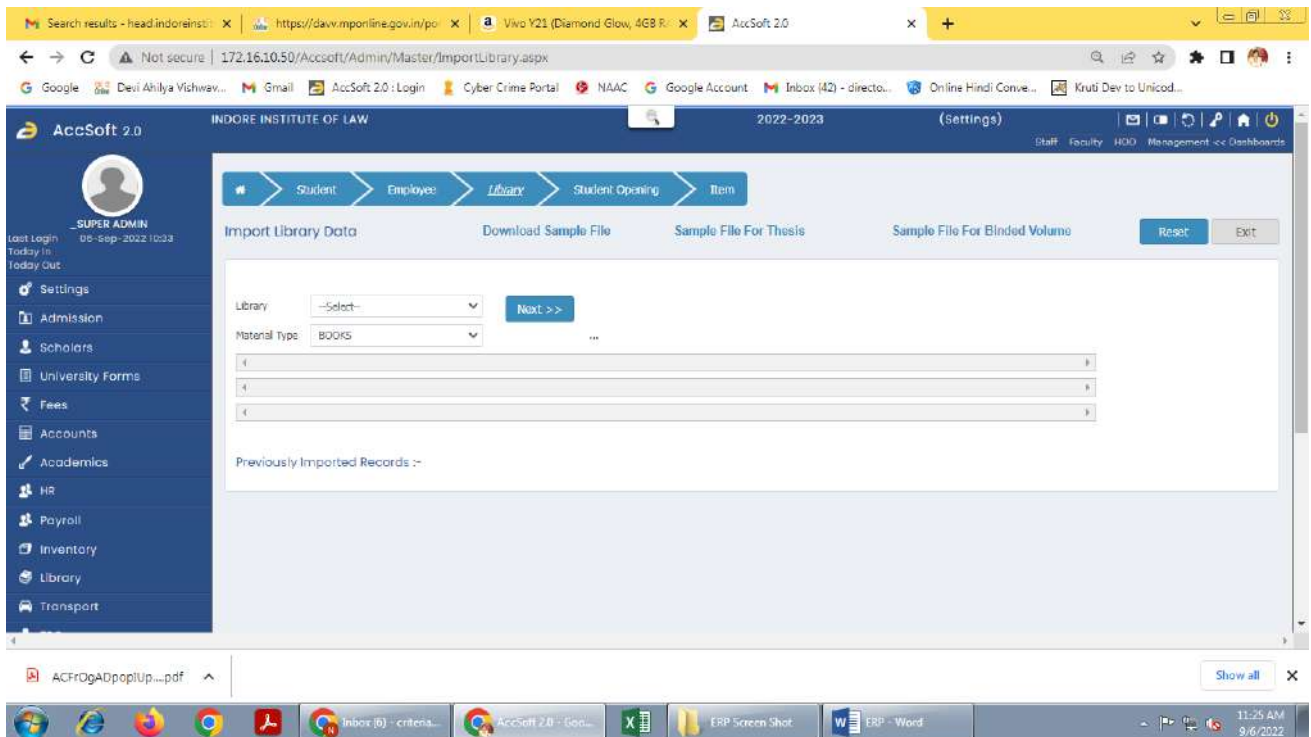 Search results - head.indoreinsti
https://davv.mponline.gov.in/po
Vivo Y21 (Diamond Glow, 4GB R
AccSoft 2.0
Not secure | 172.16.10.50/Accsoft/Admin/Master/ImportLibrary.aspx
Google Devi Ahilya Vishwav... Gmail AccSoft 2.0 : Login Cyber Crime Portal NAAC Google Account Inbox (42) - directo... Online Hindi Conve... Kruti Dev to Unicod...
AccSoft 2.0
INDORE INSTITUTE OF LAW 2022-2023 (Settings)
Staff Faculty HOD Management << Dashboards
_SUPER ADMIN
Last Login 06-Sep-2022 10:33
Today In
Today Out
Settings
Admission
Scholars
University Forms
Fees
Accounts
Academics
HR
Payroll
Inventory
Library
Transport
Student Employee Library Student Opening Item
Import Library Data Download Sample File Sample File For Thesis Sample File For Binded Volume Reset Exit
Library --Select-- Next >>
Material Type BOOKS ...
Previously Imported Records :-
ACFrOgADpoplUp....pdf Show all
Inbox (6) - criteria... AccSoft 2.0 - Goo... ERP Screen Shot ERP - Word 11:25 AM
9/6/2022